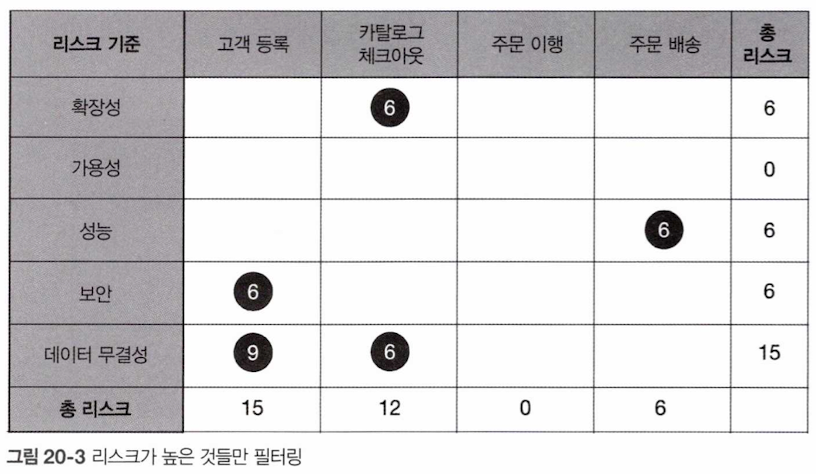 리스크 기준 고객 등록 카탈로그 체크아웃 주문 이행 주문 배송 총 리스크
확장성 6 6
가용성 0
성능 6 6
보안 6 6
데이터 무결성 9 6 15
총 리스크 15 12 0 6
그림 20-3 리스크가 높은 것들만 필터링